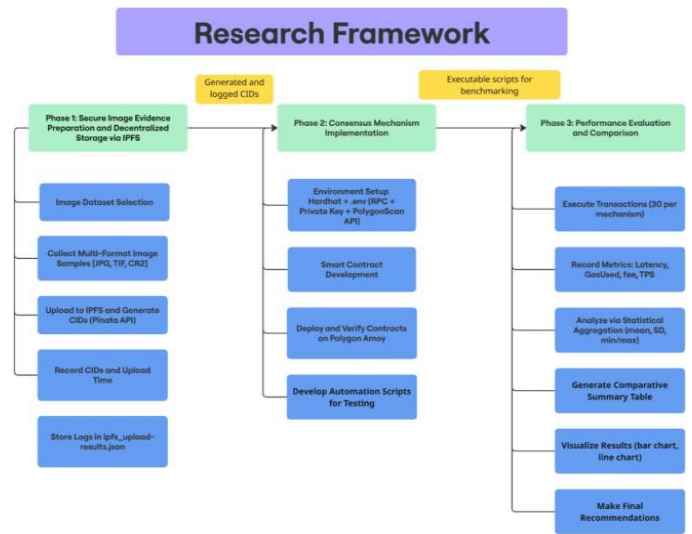 Research Framework
Generated and
logged CIDs
Executable scripts for
benchmarking
Phase 1: Secure Image Evidence
Preparation and Decentralized
Storage via IPFS
Phase 2: Consensus Mechanism
Implementation
Phase 3: Performance Evaluation
and Comparison
Image Dataset Selection
Collect Multi-Format Image
Samples [JPG, TIF, CR2]
Upload to IPFS and Generate
CIDs (Pinata API)
Record CIDs and Upload
Time
Store Logs in ipfs_upload-
results.json
Environment Setup
Hardhat + .env (RPC +
Private Key + PolygonScan
API)
Smart Contract
Development
Deploy and Verify Contracts
on Polygon Amoy
Develop Automation Scripts
for Testing
Execute Transactions (30 per
mechanism)
Record Metrics: Latency,
GasUsed, fee, TPS
Analyze via Statistical
Aggregation (mean, SD,
min/max)
Generate Comparative
Summary Table
Visualize Results (bar chart,
line chart)
Make Final
Recommendations